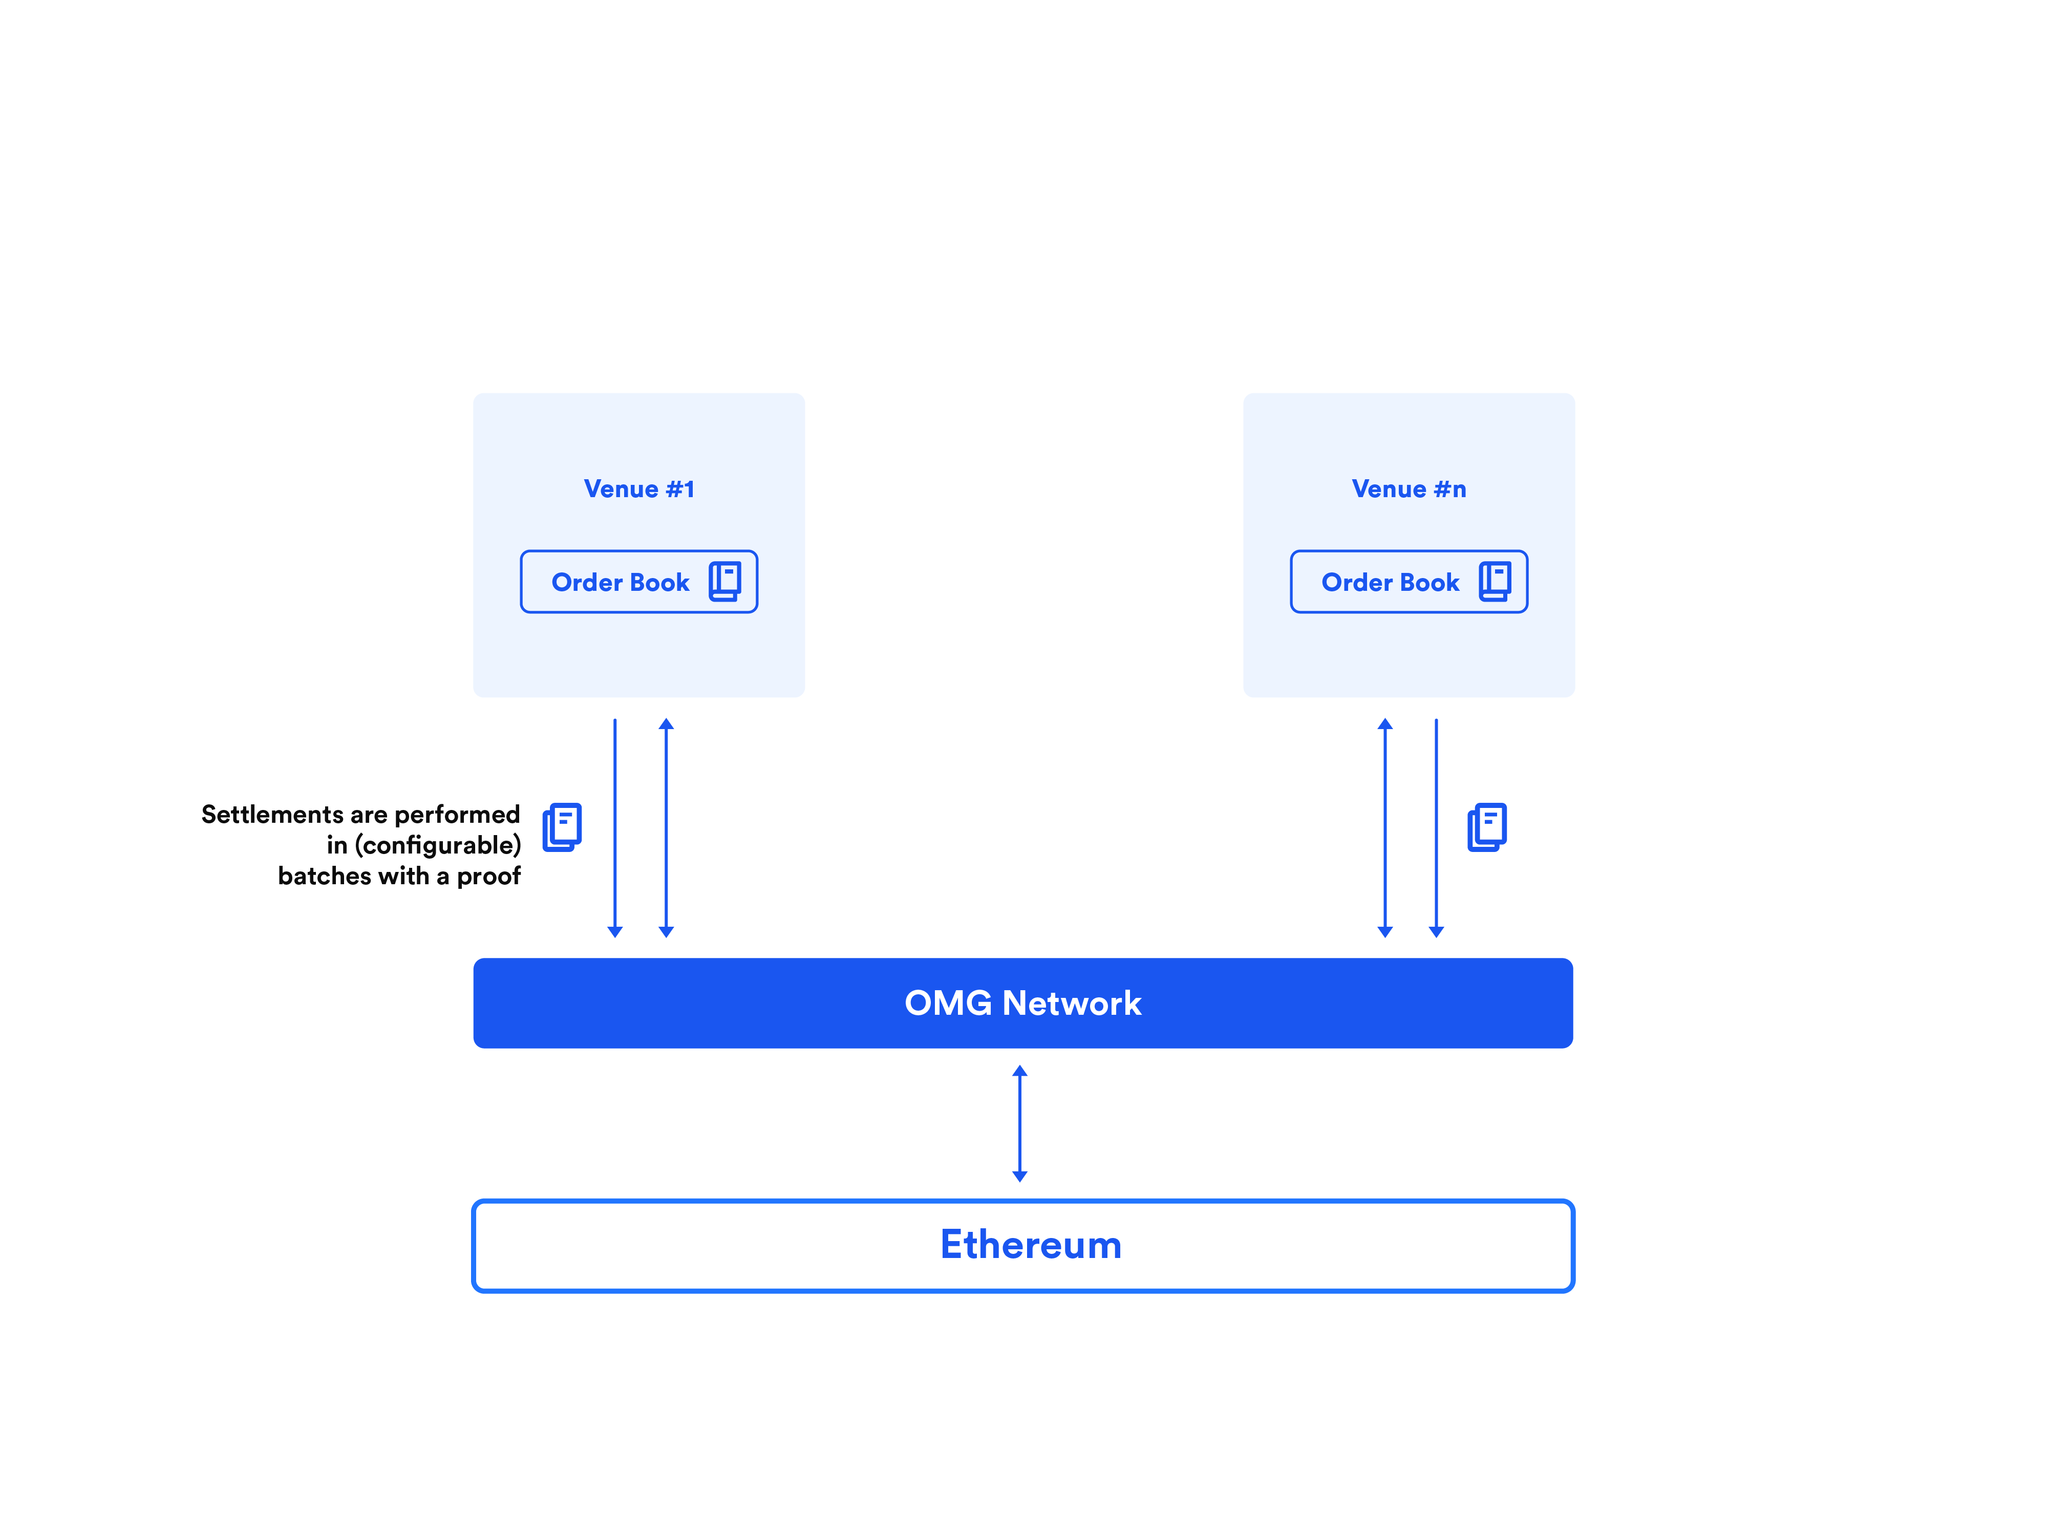 Venue #1
Order Book
Venue #n
Order Book
Settlements are performed
in (configurable)
batches with a proof
OMG Network
Ethereum